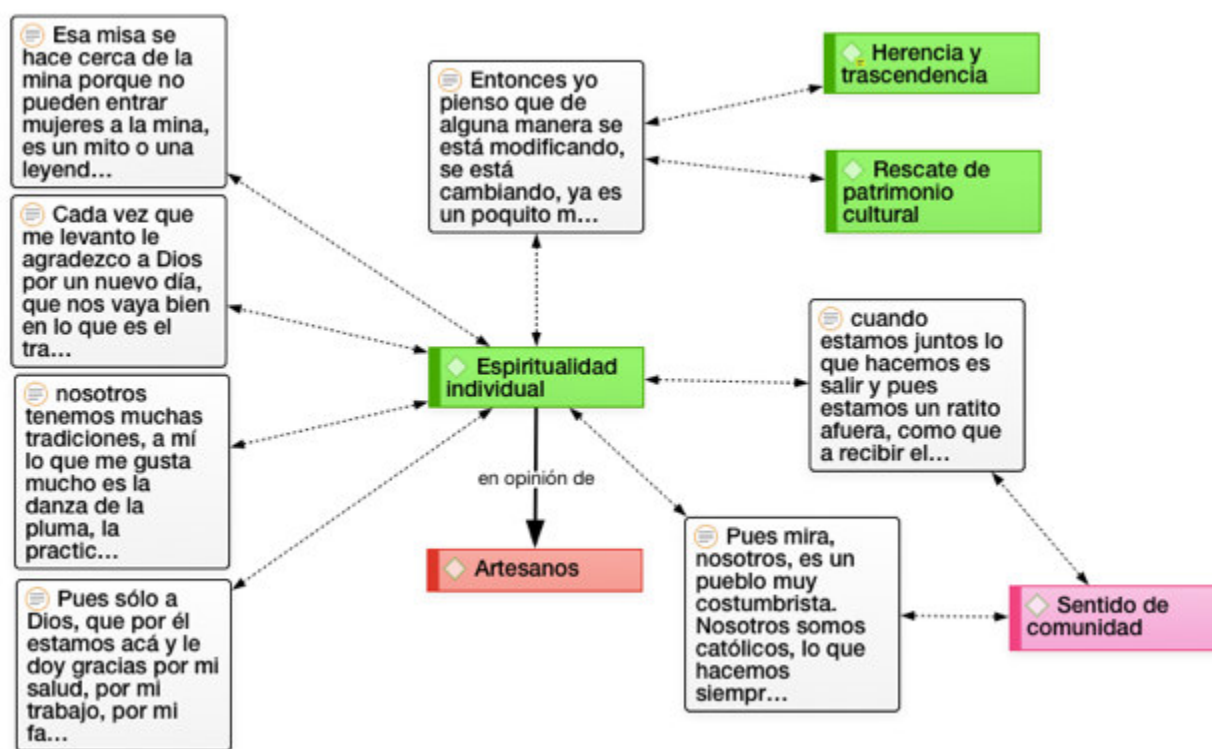 Esa misa se
hace cerca de la
mina porque no
pueden entrar
mujeres a la mina,
es un mito o una
leyend...
Cada vez que
me levanto le
agradezco a Dios
por un nuevo día,
que nos vaya bien
en lo que es el
tra...
nosotros
tenemos muchas
tradiciones, a mí
lo que me gusta
mucho es la
danza de la
pluma, la
practic...
Pues sólo a
Dios, que por él
estamos acá y le
doy gracias por mi
salud, por mi
trabajo, por mi
fa...
Entonces yo
pienso que de
alguna manera se
está modificando,
se está
cambiando, ya es
un poquito m...
Espiritualidad
individual
en opinión de
Artesanos
Herencia y
trascendencia
Rescate de
patrimonio
cultural
cuando
estamos juntos lo
que hacemos es
salir y pues
estamos un ratito
afuera, como que
a recibir el...
Pues mira,
nosotros, es un
pueblo muy
costumbrista.
Nosotros somos
católicos, lo que
hacemos
siempr...
Sentido de
comunidad